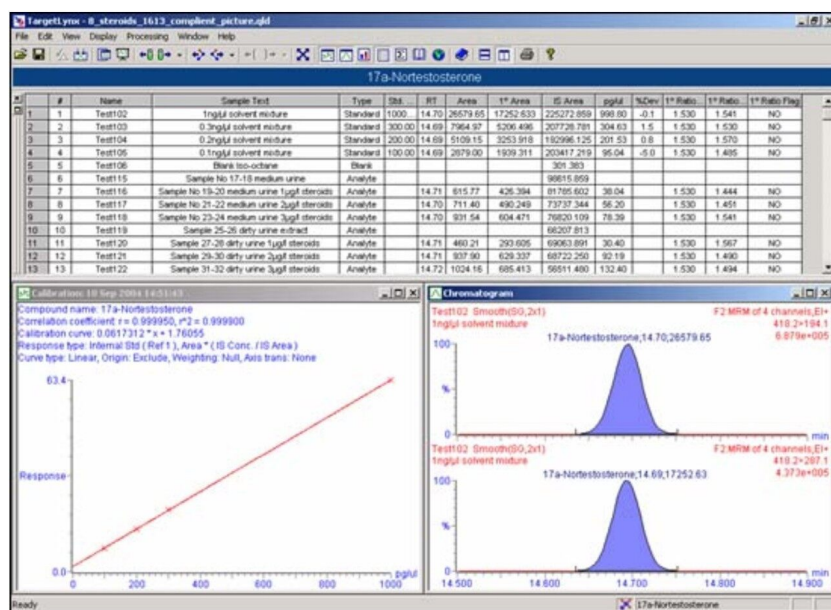 TargetLynx - 8_steroids_1613_complient_picture.qld
File Edit View Display Processing Window Help
17a-Nortestosterone
# Name Sample Text Type Std. ... RT Area 1º Area IS Area pg/ul %Dev 1º Ratio... 1º Ratio... 1º Ratio Flag
1 1 Test102 1ng/µl solvent mixture Standard 1000... 14.70 26579.65 17252.633 225272.859 998.80 -0.1 1.530 1.541 NO
2 2 Test103 0.3ng/µl solvent mixture Standard 300.00 14.69 7964.97 5206.496 207728.781 304.63 1.5 1.530 1.530 NO
3 3 Test104 0.2ng/µl solvent mixture Standard 200.00 14.69 5109.15 3253.918 192996.125 201.53 0.8 1.530 1.570 NO
4 4 Test105 0.1ng/µl solvent mixture Standard 100.00 14.69 2879.00 1939.311 203417.219 95.04 -5.0 1.530 1.485 NO
5 5 Test106 Blank iso-octane Blank 301.383
6 6 Test115 Sample No 17-18 medium urine Analyte 98615.859
7 7 Test116 Sample No 19-20 medium urine 1µg/l steroids Analyte 14.71 615.77 426.394 81785.602 38.04 1.530 1.444 NO
8 8 Test117 Sample No 21-22 medium urine 2µg/l steroids Analyte 14.70 711.40 490.249 73737.344 56.20 1.530 1.451 NO
9 9 Test118 Sample No 23-24 medium urine 3µg/l steroids Analyte 14.70 931.54 604.471 76820.109 78.39 1.530 1.541 NO
10 10 Test119 Sample 25-26 dirty urine extract Analyte 66207.813
11 11 Test120 Sample 27-28 dirty urine 1µg/l steroids Analyte 14.71 460.21 293.605 69063.891 30.40 1.530 1.567 NO
12 12 Test121 Sample 29-30 dirty urine 2µg/l steroids Analyte 14.71 937.90 629.337 68722.250 92.19 1.530 1.490 NO
13 13 Test122 Sample 31-32 dirty urine 3µg/l steroids Analyte 14.72 1024.16 685.413 56511.480 132.40 1.530 1.494 NO
Calibration: 10 Sep 2004 14:51:43
Compound name: 17a-Nortestosterone
Correlation coefficient: r = 0.999950, r^2 = 0.999900
Calibration curve: 0.0617312 * x + 1.76055
Response type: Internal Std ( Ref 1 ), Area * ( IS Conc. / IS Area )
Curve type: Linear, Origin: Exclude, Weighting: Null, Axis trans: None
63.4
Response
0.0
0 200 400 600 800 1000 pg/ul
Chromatogram
Test102 Smooth(SG,2x1) F2:MRM of 4 channels,EI+
1ng/µl solvent mixture 418.2>194.1
6.879e+005
17a-Nortestosterone;14.70;26579.65
100
%
0
min
Test102 Smooth(SG,2x1) F2:MRM of 4 channels,EI+
1ng/µl solvent mixture 418.2>287.1
4.373e+005
17a-Nortestosterone;14.69;17252.63
100
%
0
min
14.500 14.600 14.700 14.800 14.900
Ready 17a-Nortestosterone